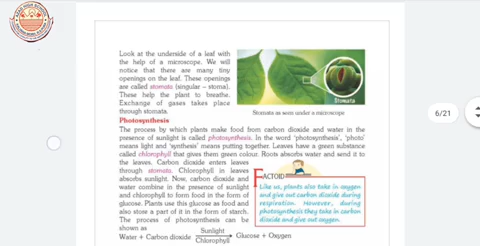 Look at the underside of a leaf with
the help of a microscope. We will
notice that there are many tiny
openings on the leaf. These openings
are called stomata (singular – stoma).
These help the plant to breathe.
Exchange of gases takes place
through stomata.
Stomata
Stomata as seen under a microscope
Photosynthesis
The process by which plants make food from carbon dioxide and water in the
presence of sunlight is called photosynthesis. In the word 'photosynthesis', 'photo'
means light and 'synthesis' means putting together. Leaves have a green substance
called chlorophyll that gives them green colour. Roots absorbs water and send it to
the leaves. Carbon dioxide enters leaves
through stomata. Chlorophyll in leaves
absorbs sunlight. Now, carbon dioxide and
water combine in the presence of sunlight
and chlorophyll to form food in the form of
glucose. Plants use this glucose as food and
also store a part of it in the form of starch.
The process of photosynthesis can be
shown as
FACTOID
Like us, plants also take in oxygen
and give out carbon dioxide during
respiration. However, during
photosynthesis they take in carbon
dioxide and give out oxygen.
Water + Carbon dioxide Sunlight Chlorophyll Glucose + Oxygen
6/21